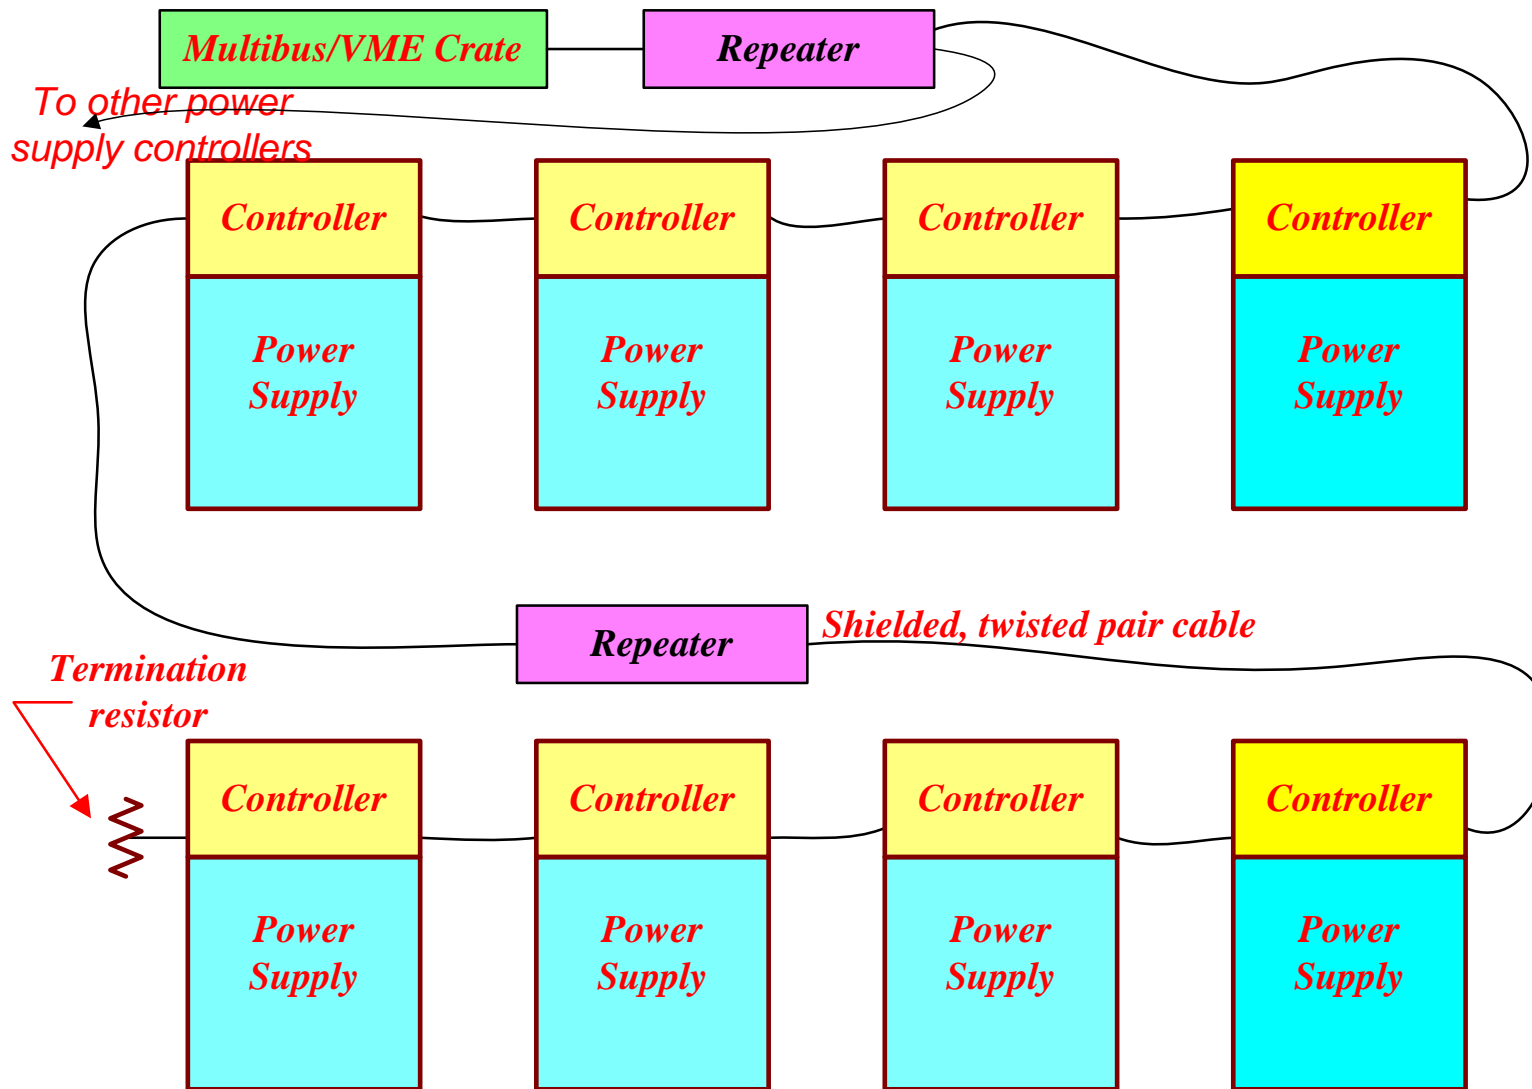 Multibus/VME Crate
Repeater
To other power
supply controllers
Controller
Controller
Controller
Controller
Power
Supply
Power
Supply
Power
Supply
Power
Supply
Repeater
Shielded, twisted pair cable
Termination
resistor
Controller
Controller
Controller
Controller
Power
Supply
Power
Supply
Power
Supply
Power
Supply